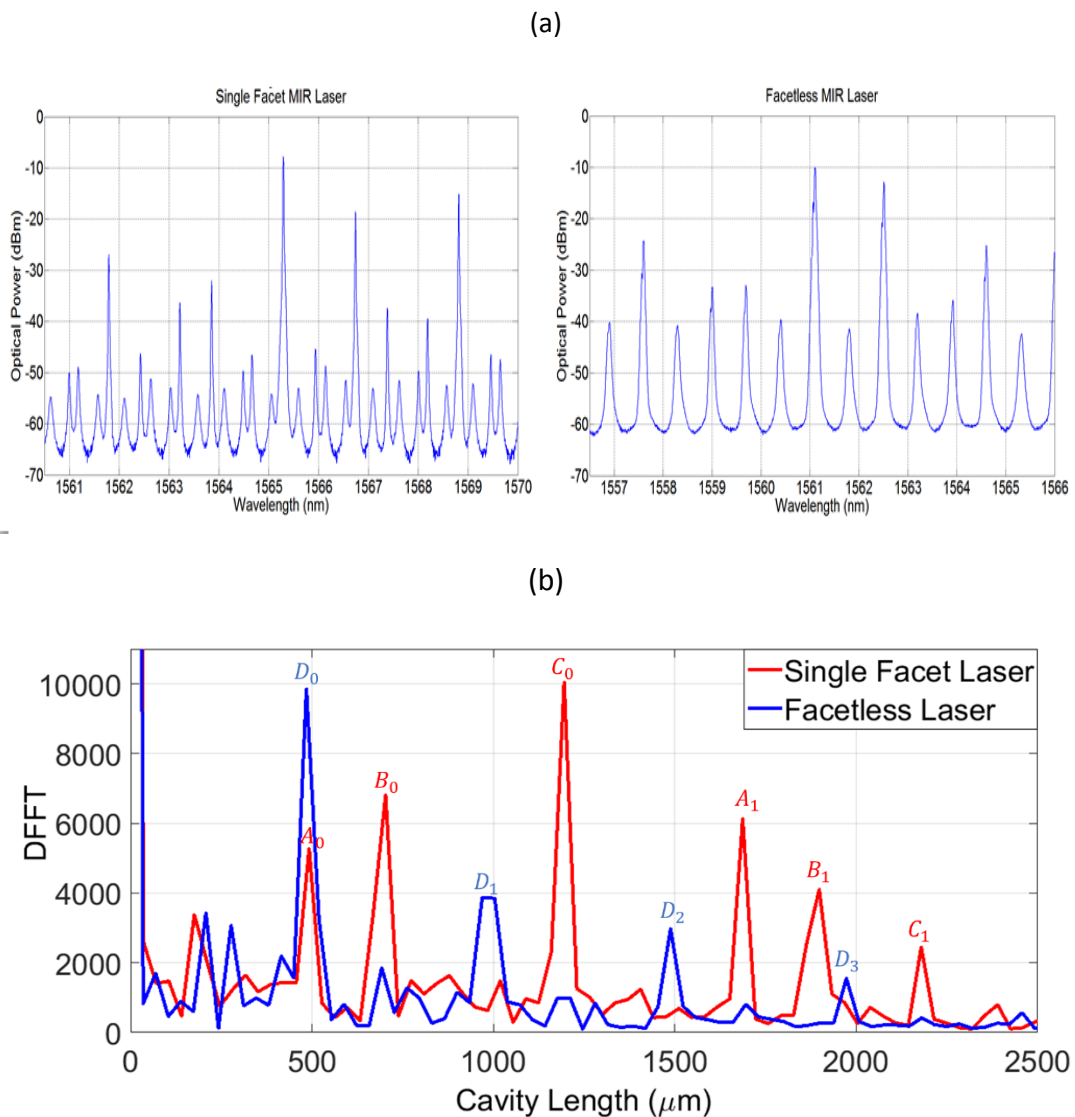 (a)
Single Facet MIR Laser
Facetless MIR Laser
Optical Power (dBm)
0
-10
-20
-30
-40
-50
-60
-70
1561 1562 1563 1564 1565 1566 1567 1568 1569 1570
Wavelength (nm)
Optical Power (dBm)
0
-10
-20
-30
-40
-50
-60
-70
1557 1558 1559 1560 1561 1562 1563 1564 1565 1566
Wavelength (nm)
(b)
DFFT
10000
8000
6000
4000
2000
0
D₀
A₀
B₀
D₁
C₀
D₂
A₁
B₁
D₃
C₁
Single Facet Laser
Facetless Laser
0 500 1000 1500 2000 2500
Cavity Length (μm)